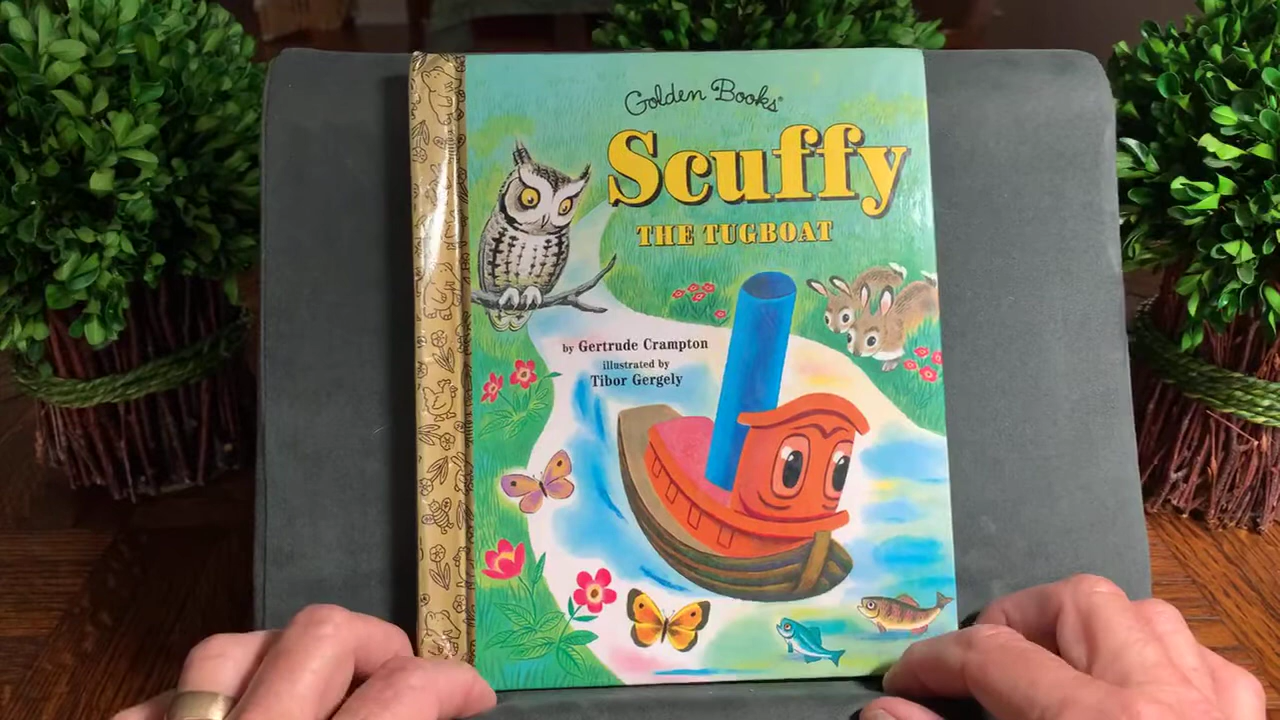 Golden Books®
Scuffy
THE TUGBOAT
by Gertrude Crampton
illustrated by
Tibor Gergely